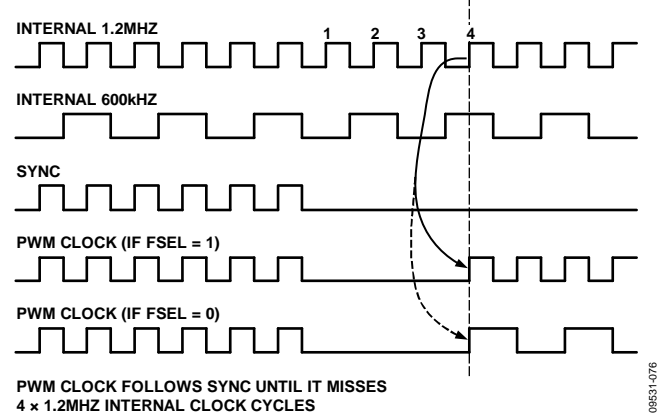 INTERNAL 1.2MHZ
1 2 3 4
INTERNAL 600kHZ
SYNC
PWM CLOCK (IF FSEL = 1)
PWM CLOCK (IF FSEL = 0)
PWM CLOCK FOLLOWS SYNC UNTIL IT MISSES
4 × 1.2MHZ INTERNAL CLOCK CYCLES
09531-076